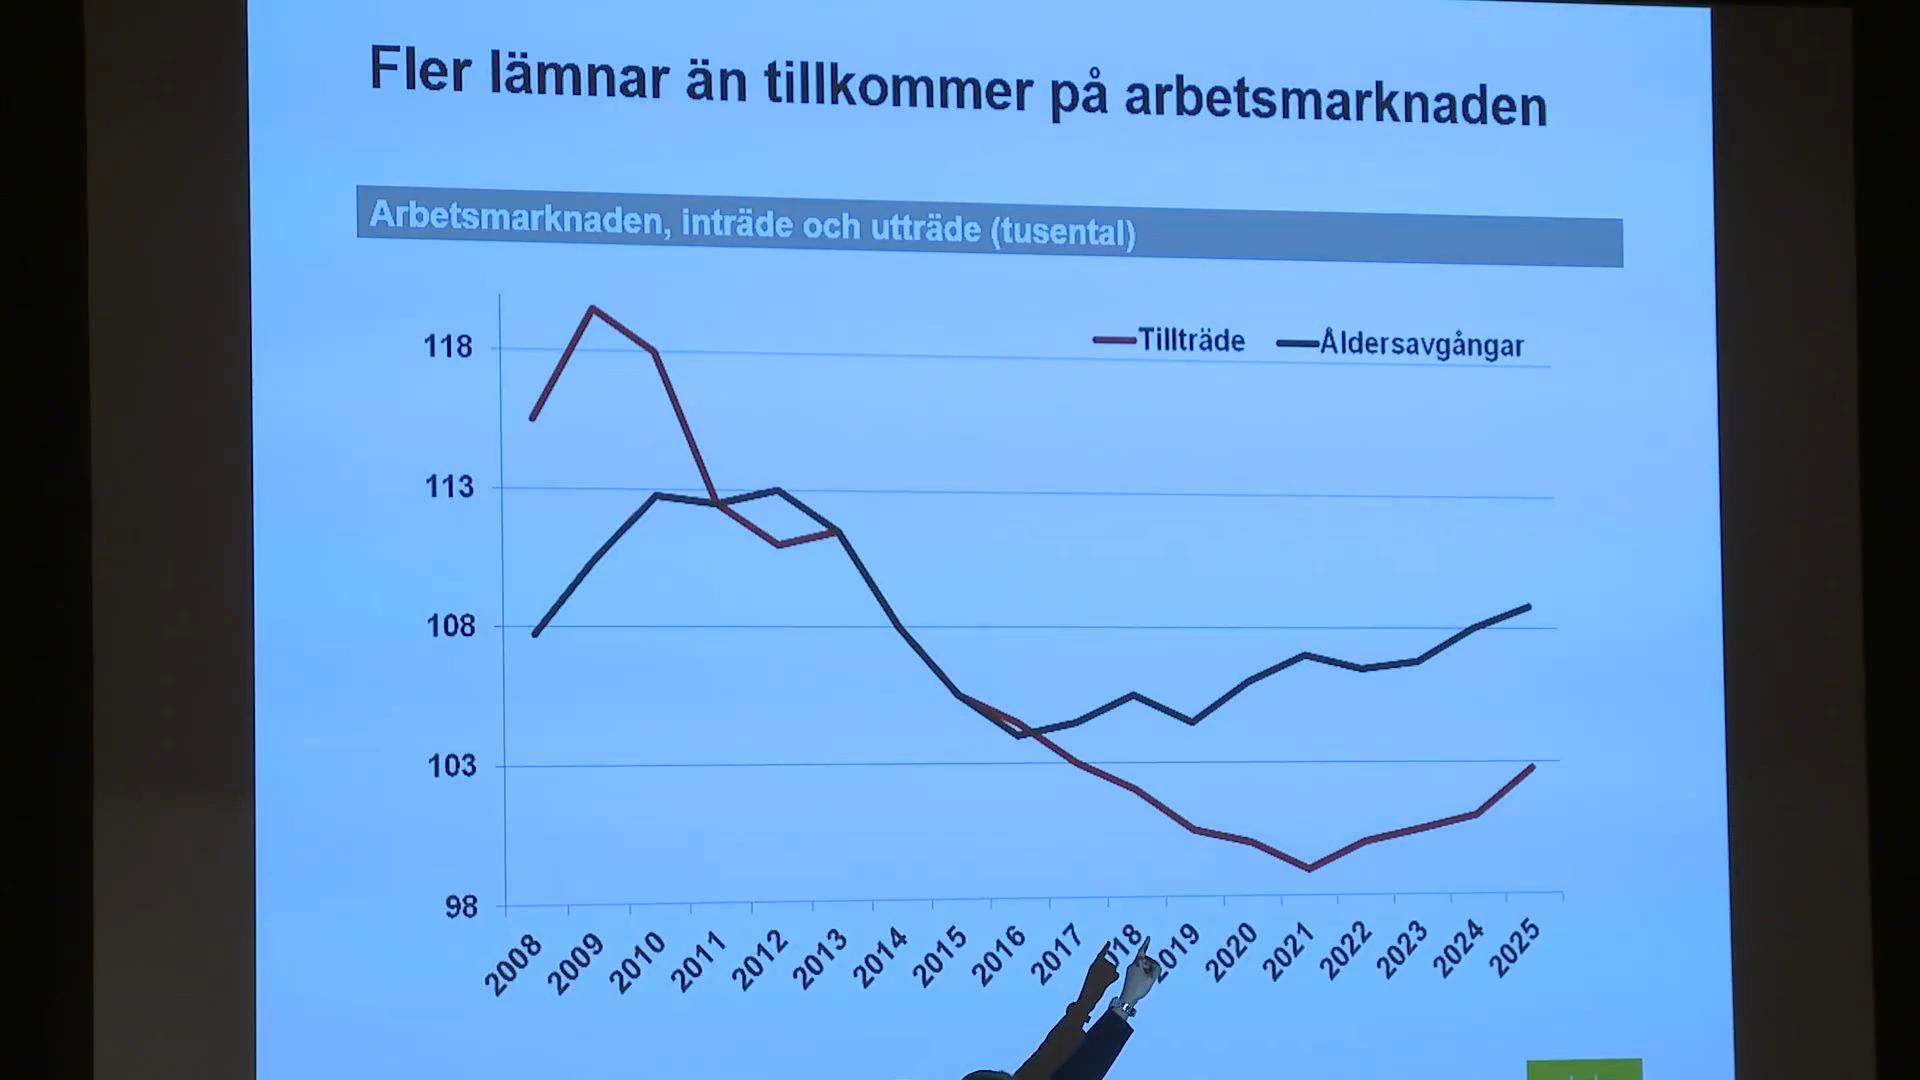 Fler lämnar än tillkommer på arbetsmarknaden
Arbetsmarknaden, inträde och utträde (tusental)
Tillträde Åldersavgångar
118
113
108
103
98
2008 2009 2010 2011 2012 2013 2014 2015 2016 2017 018 2019 2020 2021 2022 2023 2024 2025